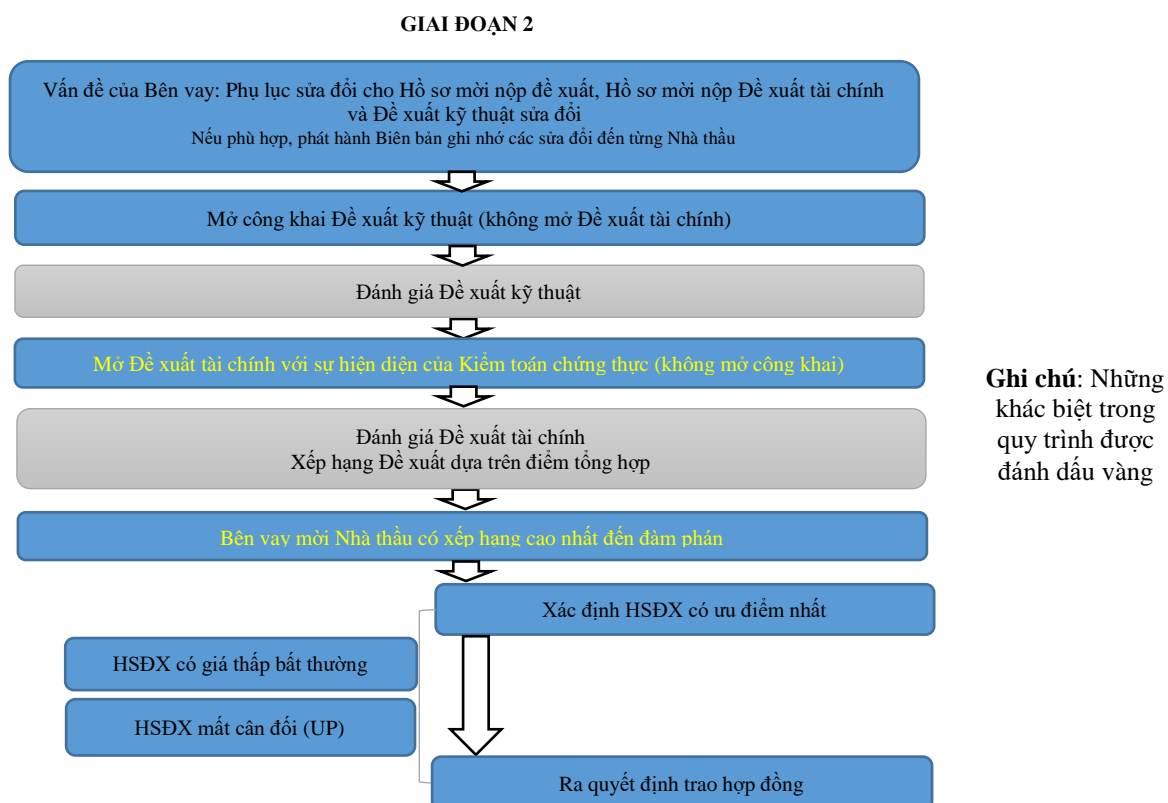 GIAI ĐOẠN 2
Vấn đề của Bên vay: Phụ lục sửa đổi cho Hồ sơ mời nộp đề xuất, Hồ sơ mời nộp Đề xuất tài chính
và Đề xuất kỹ thuật sửa đổi
Nếu phù hợp, phát hành Biên bản ghi nhớ các sửa đổi đến từng Nhà thầu
Mở công khai Đề xuất kỹ thuật (không mở Đề xuất tài chính)
Đánh giá Đề xuất kỹ thuật
Mở Đề xuất tài chính với sự hiện diện của Kiểm toán chứng thực (không mở công khai)
Đánh giá Đề xuất tài chính
Xếp hạng Đề xuất dựa trên điểm tổng hợp
Bên vay mời Nhà thầu có xếp hạng cao nhất đến đàm phán
Xác định HSĐX có ưu điểm nhất
HSĐX có giá thấp bất thường
HSĐX mất cân đối (UP)
Ra quyết định trao hợp đồng
Ghi chú: Những
khác biệt trong
quy trình được
đánh dấu vàng